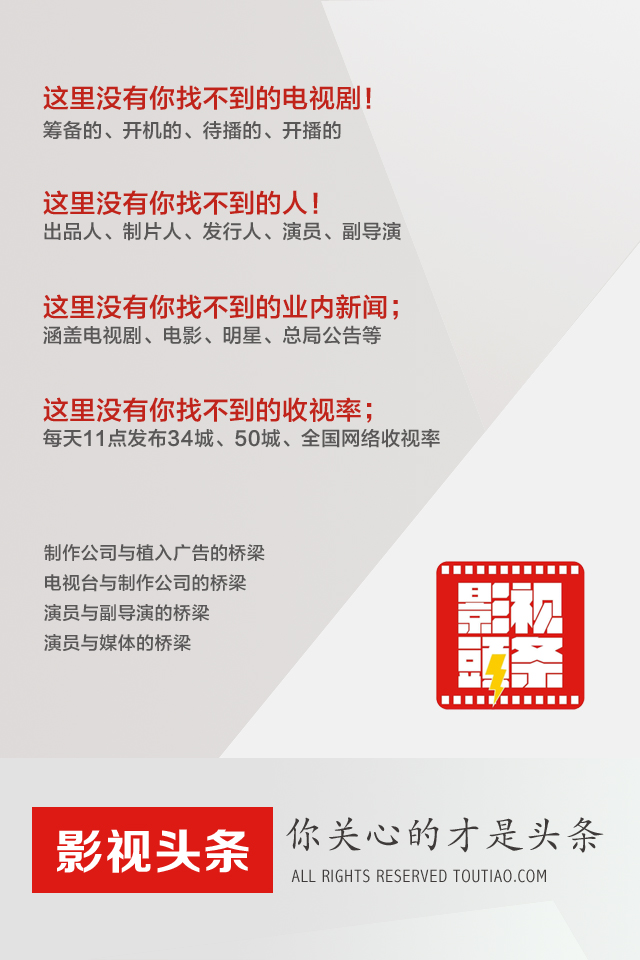 这里没有你找不到的电视剧！
筹备的、开机的、待播的、开播的
这里没有你找不到的人！
出品人、制片人、发行人、演员、副导演
这里没有你找不到的业内新闻；
涵盖电视剧、电影、明星、总局公告等
这里没有你找不到的收视率；
每天11点发布34城、50城、全国网络收视率
制作公司与植入广告的桥梁
电视台与制作公司的桥梁
演员与副导演的桥梁
演员与媒体的桥梁
影视
頭条
影视头条
你关心的才是头条
ALL RIGHTS RESERVED TOUTIAO.COM